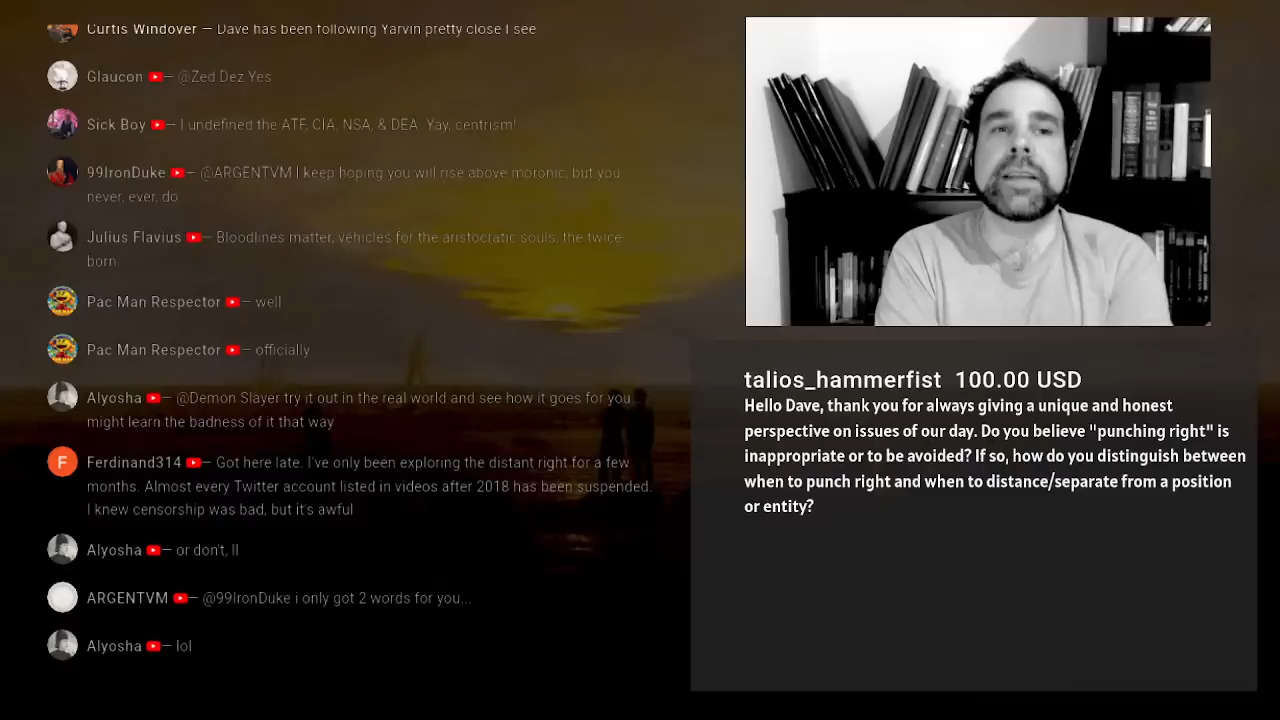 Curtis Windover — Dave has been following Yarvin pretty close I see
Glaucon — @Zed Dez Yes
Sick Boy — I undefined the ATF, CIA, NSA, & DEA. Yay, centrism!
99IronDuke — @ARGENTVM I keep hoping you will rise above moronic, but you
never, ever, do
Julius Flavius — Bloodlines matter, vehicles for the aristocratic souls, the twice-
born.
Pac Man Respector — well
Pac Man Respector — officially
Alyosha — @Demon Slayer try it out in the real world and see how it goes for you...
might learn the badness of it that way
F
Ferdinand314 — Got here late. I've only been exploring the distant right for a few
months. Almost every Twitter account listed in videos after 2018 has been suspended.
I knew censorship was bad, but it's awful
Alyosha — or don't, ll
ARGENTVM — @99IronDuke i only got 2 words for you...
Alyosha — lol
talios_hammerfist 100.00 USD
Hello Dave, thank you for always giving a unique and honest
perspective on issues of our day. Do you believe "punching right" is
inappropriate or to be avoided? If so, how do you distinguish between
when to punch right and when to distance/separate from a position
or entity?